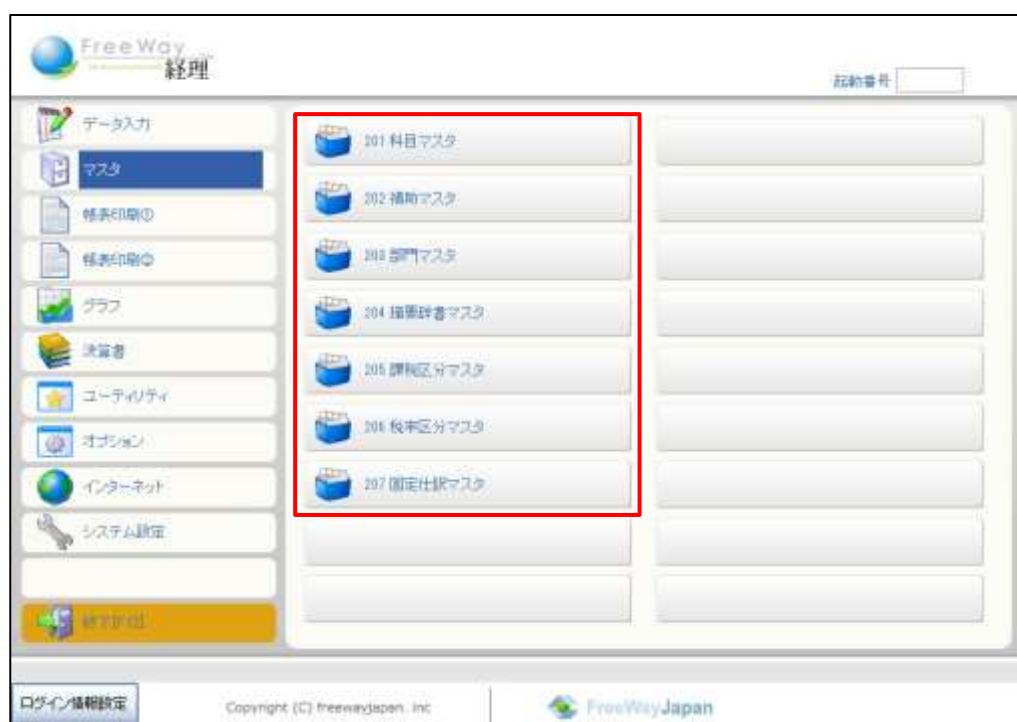 FreeWay
経理
起動番号
データ入力
マスタ
帳表印刷①
帳表印刷②
グラフ
決算書
ユーティリティ
オプション
インターネット
システム設定
201 科目マスタ
202 補助マスタ
203 部門マスタ
204 摘要辞書マスタ
205 課税区分マスタ
206 税率区分マスタ
207 固定仕訳マスタ
ログイン情報設定
Copyright (C) freewayjapan. inc
FreeWayJapan